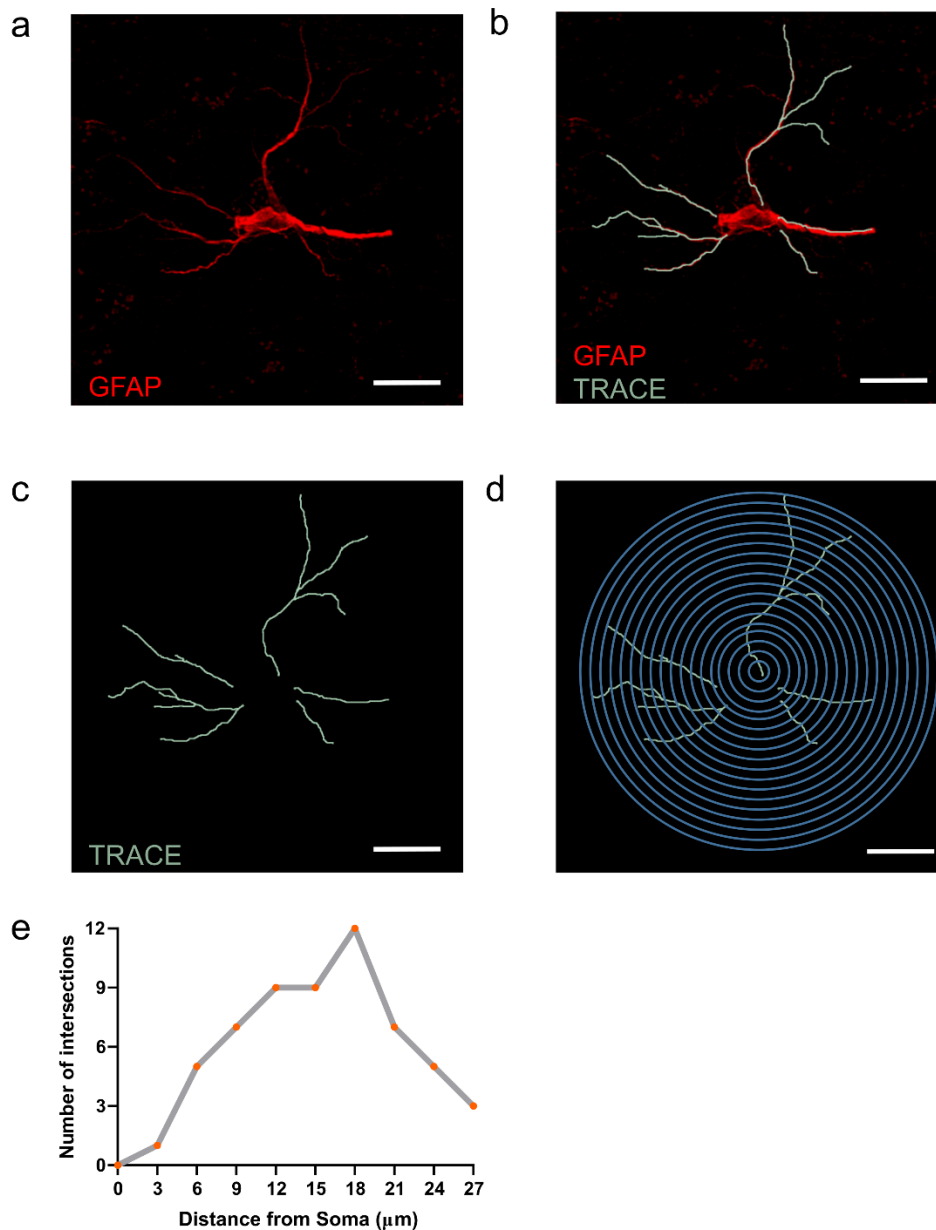 a
GFAP
b
GFAP
TRACE
c
TRACE
d
e
Number of intersections
12
9
6
3
0
0 3 6 9 12 15 18 21 24 27
Distance from Soma (μm)